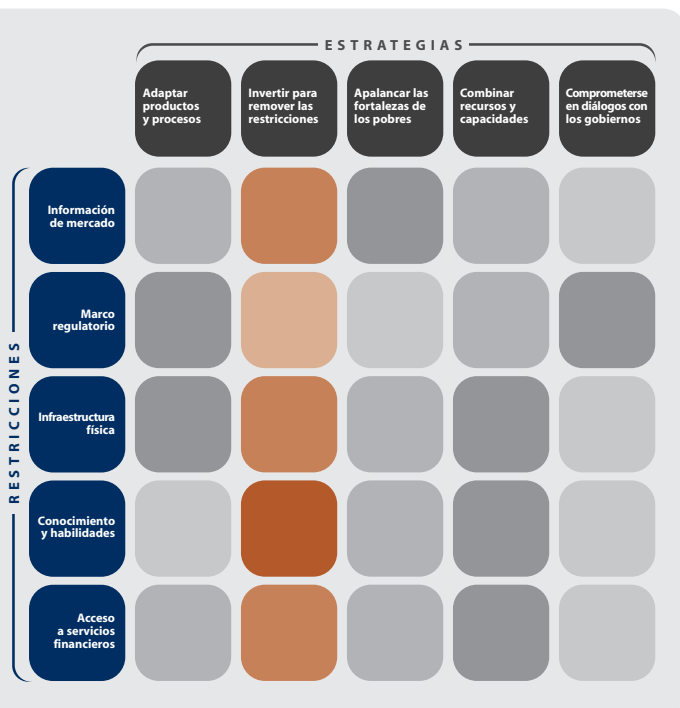 ESTRATEGIAS
Adaptar
productos
y procesos
Invertir para
remover las
restricciones
Apalancar las
fortalezas de
los pobres
Combinar
recursos y
capacidades
Comprometerse
en diálogos con
los gobiernos
RESTRICCIONES
Información
de mercado
Marco
regulatorio
Infraestructura
física
Conocimiento
y habilidades
Acceso
a servicios
financieros